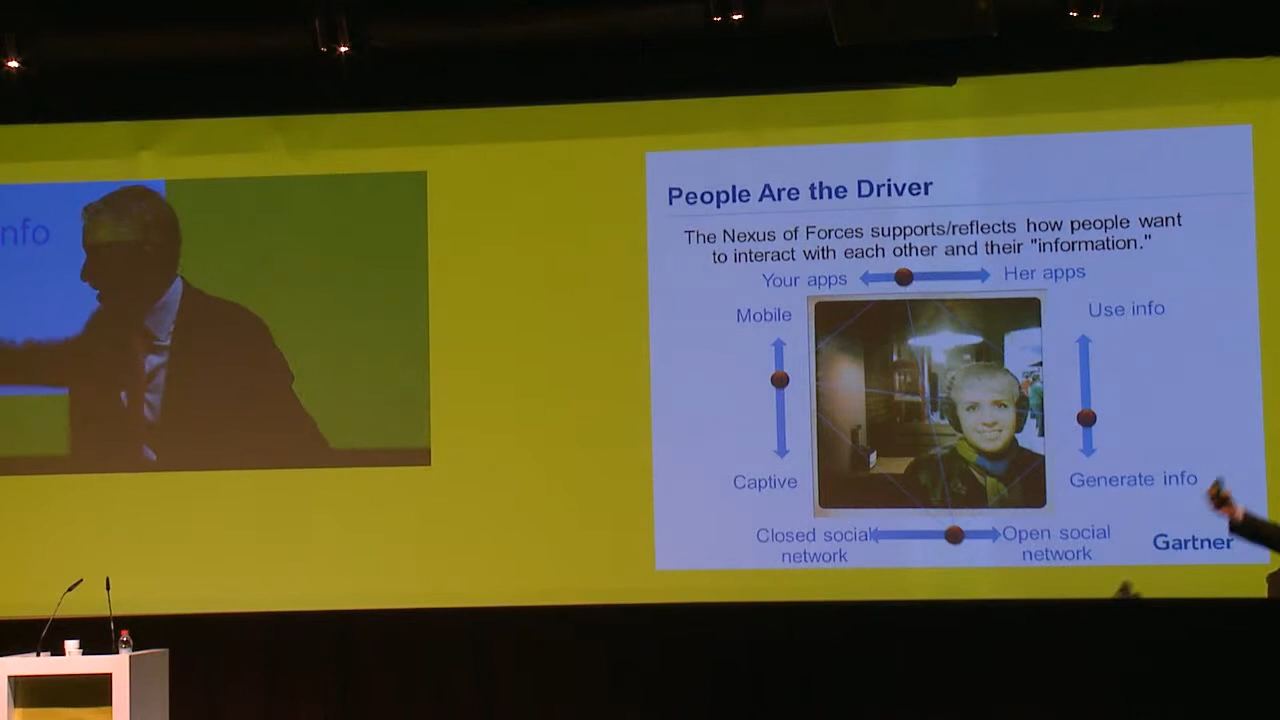 nfo
People Are the Driver
The Nexus of Forces supports/reflects how people want
to interact with each other and their "information."
Your apps
Her apps
Mobile
Use info
Captive
Generate info
Closed social
network
Open social
network
Gartner